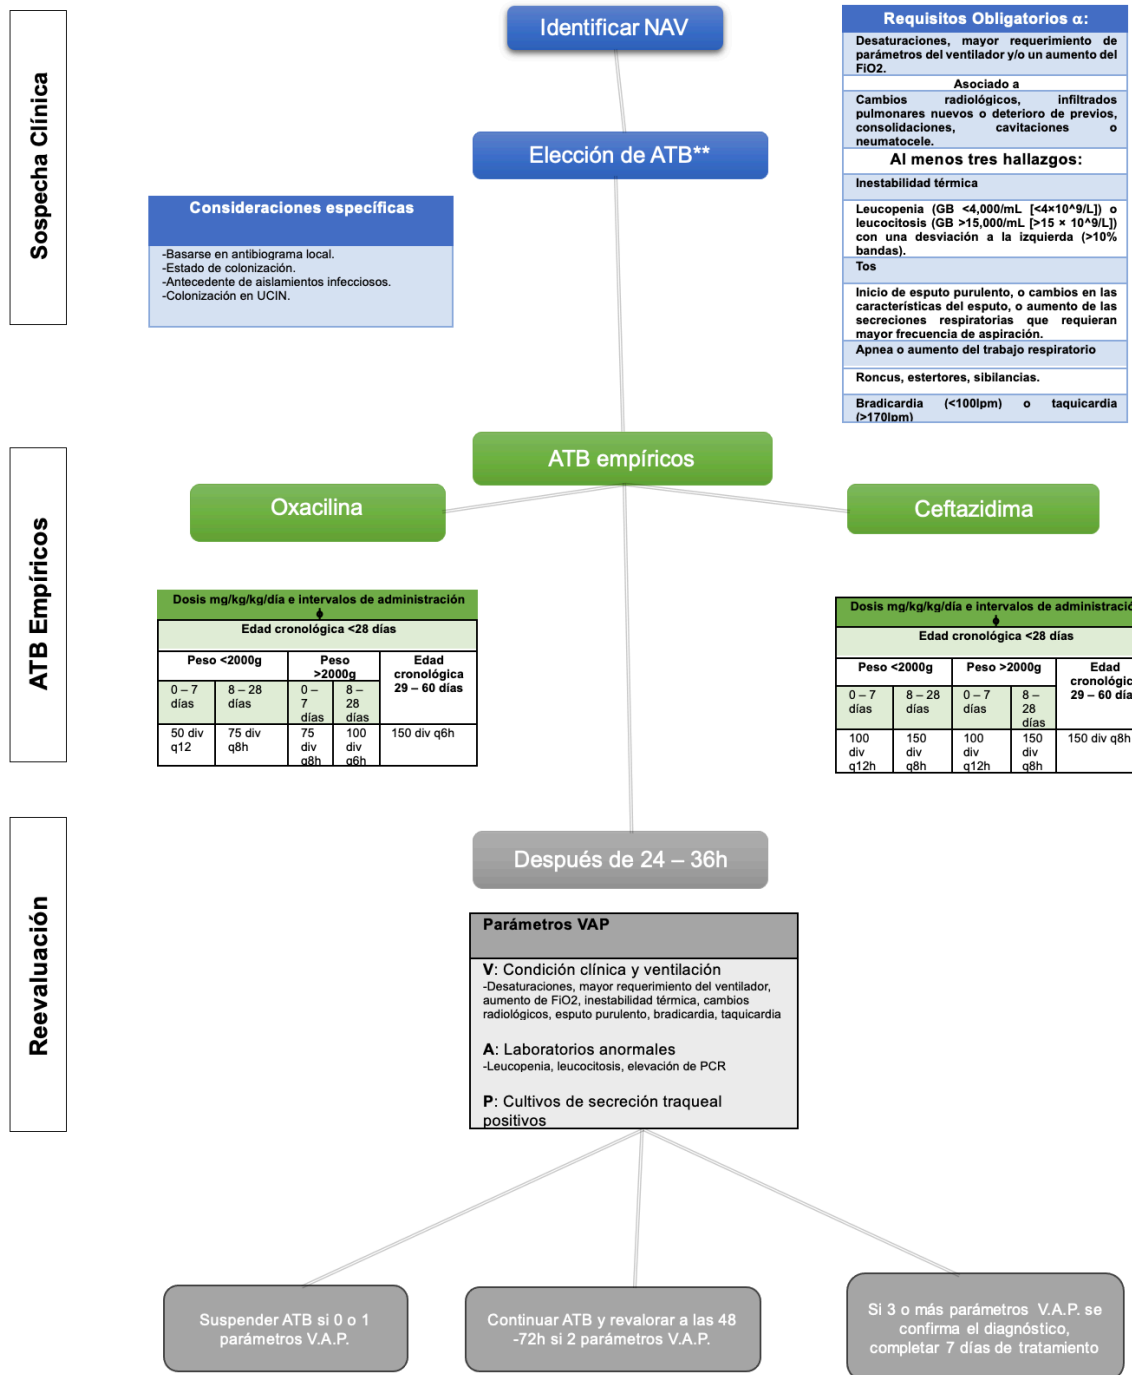 Sospecha Clínica
Identificar NAV
Elección de ATB**
Consideraciones específicas
-Basarse en antibiograma local.
-Estado de colonización.
-Antecedente de aislamientos infecciosos.
-Colonización en UCIN.
Requisitos Obligatorios α:
Desaturaciones, mayor requerimiento de
parámetros del ventilador y/o un aumento del
FiO2.
Asociado a
Cambios radiológicos, infiltrados
pulmonares nuevos o deterioro de previos,
consolidaciones, cavitaciones o
neumatocele.
Al menos tres hallazgos:
Inestabilidad térmica
Leucopenia (GB <4,000/mL [<4×10^9/L]) o
leucocitosis (GB >15,000/mL [>15 × 10^9/L])
con una desviación a la izquierda (>10%
bandas).
Tos
Inicio de esputo purulento, o cambios en las
características del esputo, o aumento de las
secreciones respiratorias que requieran
mayor frecuencia de aspiración.
Apnea o aumento del trabajo respiratorio
Roncus, estertores, sibilancias.
Bradicardia (<100lpm) o taquicardia
(>170lpm)
ATB Empíricos
ATB empíricos
Oxacilina
Ceftazidima
Dosis mg/kg/kg/día e intervalos de administración
ϕ
Edad cronológica <28 días
Peso <2000g
Peso
>2000g
Edad
cronológica
29 – 60 días
0 – 7
días
8 – 28
días
0 –
7
días
8 –
28
días
50 div
q12
75 div
q8h
75
div
q8h
100
div
q6h
150 div q6h
Dosis mg/kg/kg/día e intervalos de administració
ϕ
Edad cronológica <28 días
Peso <2000g
Peso >2000g
Edad
cronológic
29 – 60 día
0 – 7
días
8 – 28
días
0 – 7
días
8 –
28
días
100
div
q12h
150
div
q8h
100
div
q12h
150
div
q8h
150 div q8h
Reevaluación
Después de 24 – 36h
Parámetros VAP
V: Condición clínica y ventilación
-Desaturaciones, mayor requerimiento del ventilador,
aumento de FiO2, inestabilidad térmica, cambios
radiológicos, esputo purulento, bradicardia, taquicardia
A: Laboratorios anormales
-Leucopenia, leucocitosis, elevación de PCR
P: Cultivos de secreción traqueal
positivos
Suspender ATB si 0 o 1
parámetros V.A.P.
Continuar ATB y revalorar a las 48
-72h si 2 parámetros V.A.P.
Si 3 o más parámetros V.A.P. se
confirma el diagnóstico,
completar 7 días de tratamiento